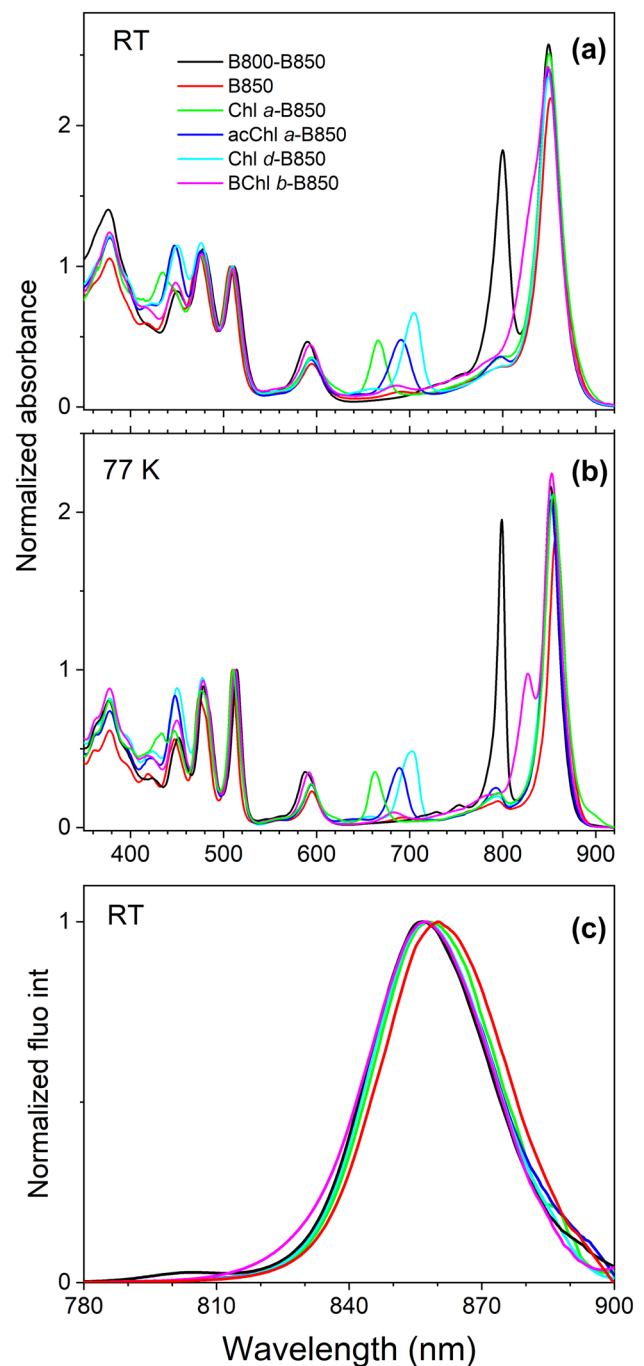 RT
(a)
B800-B850
B850
Chl a-B850
acChl a-B850
Chl d-B850
BChl b-B850
2
1
0
Normalized absorbance
77 K
(b)
2
1
0
400 500 600 700 800 900
RT
(c)
1
0
Normalized fluo int
780 810 840 870 900
Wavelength (nm)